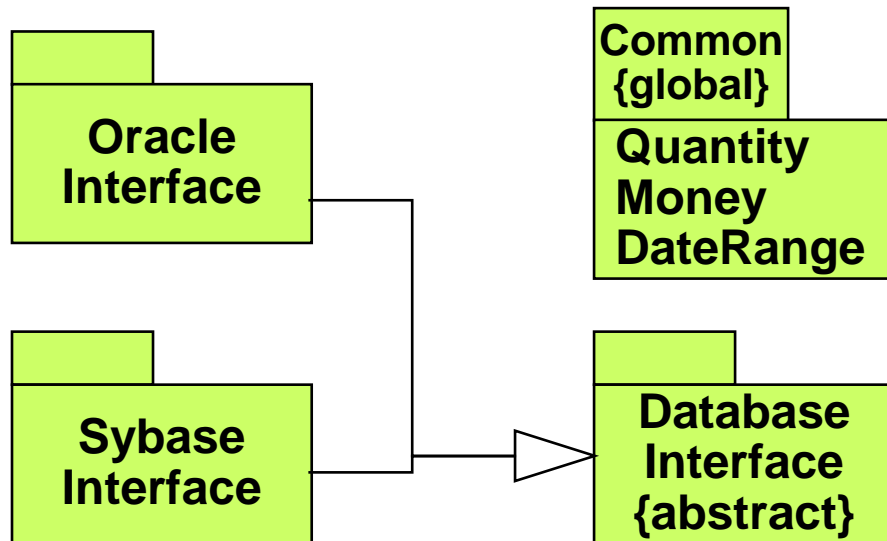 Oracle
Interface
Common
{global}
Quantity
Money
DateRange
Sybase
Interface
Database
Interface
{abstract}